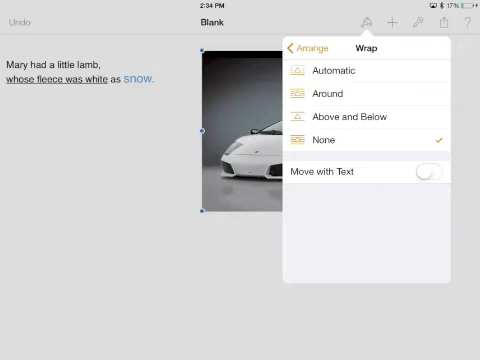 2:34 PM
17%
Undo
Blank
?
Mary had a little lamb,
whose fleece was white as snow.
Arrange
Wrap
Automatic
Around
Above and Below
None
Move with Text